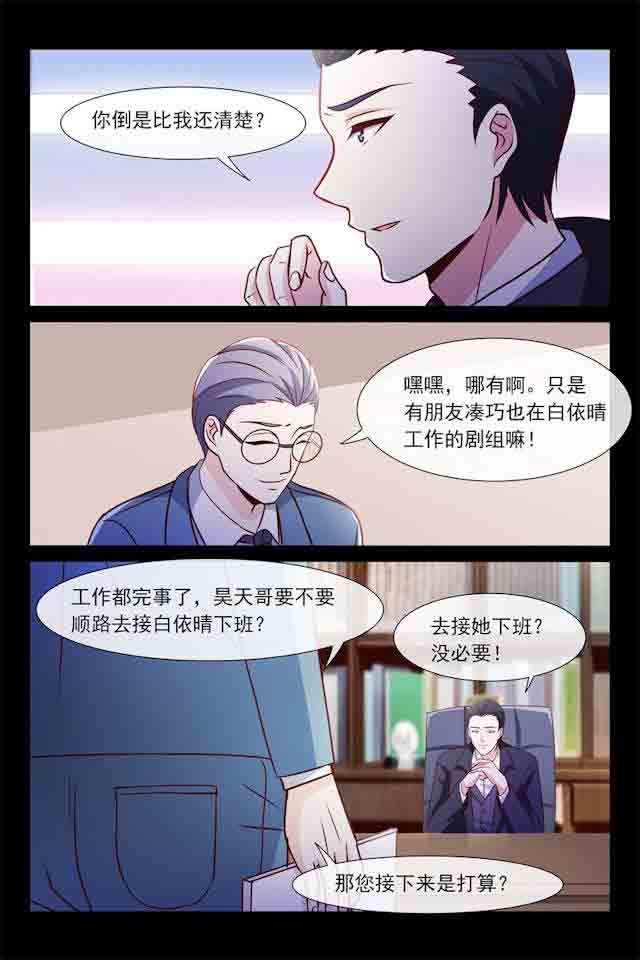 你倒是比我还清楚？
嘿嘿，哪有啊。只是
有朋友凑巧也在白依晴
工作的剧组嘛！
工作都完事了，昊天哥要不要
顺路去接白依晴下班？
去接她下班？
没必要！
那您接下来是打算？